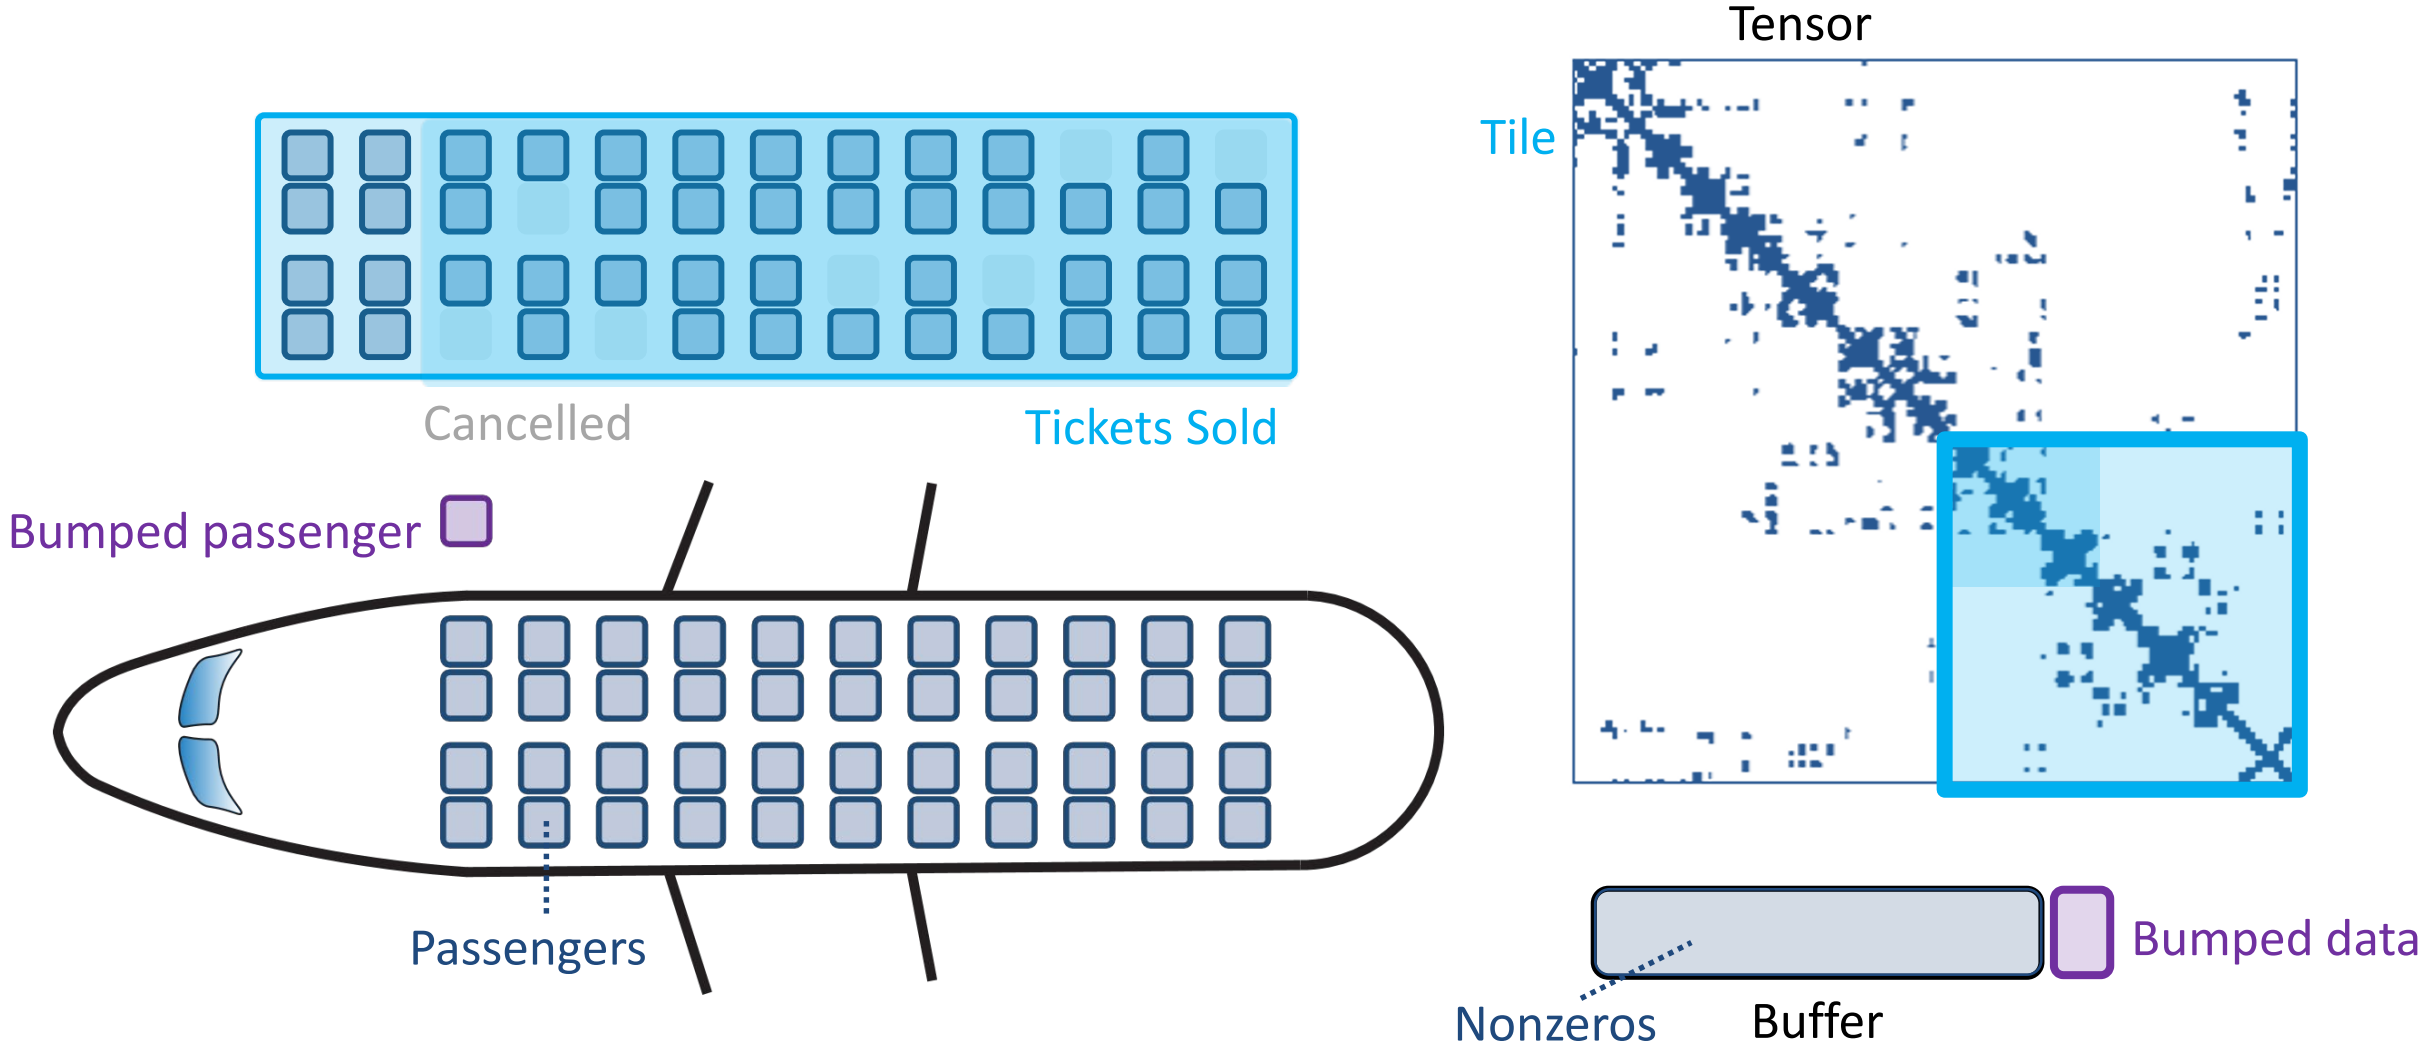 Tensor
Tile
Cancelled
Tickets Sold
Bumped passenger
Passengers
Bumped data
Nonzeros
Buffer